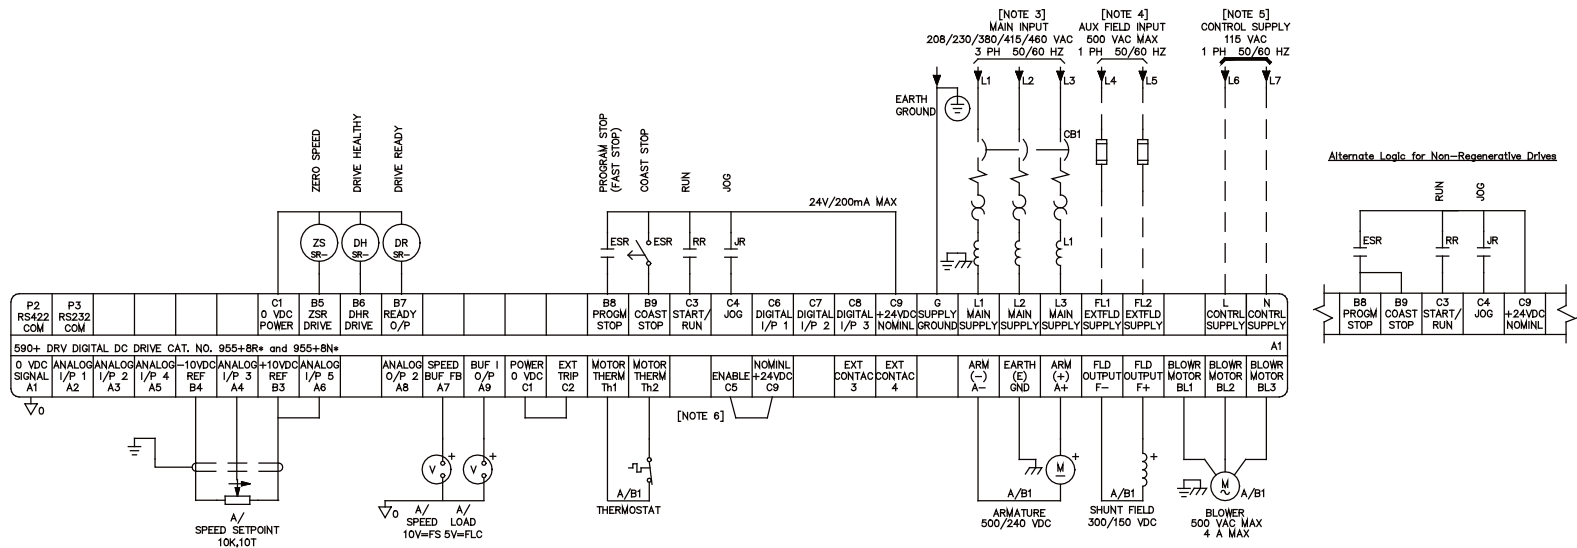 [NOTE 3]
MAIN INPUT
208/230/380/415/460 VAC
3 PH 50/60 HZ
[NOTE 4]
AUX FIELD INPUT
500 VAC MAX
1 PH 50/60 HZ
[NOTE 5]
CONTROL SUPPLY
115 VAC
1 PH 50/60 HZ
L1
L2
L3
L4
L5
L6
L7
EARTH
GROUND
CB1
L1
ZERO SPEED
DRIVE HEALTHY
DRIVE READY
PROGRAM STOP
(FAST STOP)
COAST STOP
RUN
JOG
24V/200mA MAX
ZS
SR-
DH
SR-
DR
SR-
ESR
ESR
RR
JR
Alternate Logic for Non-Regenerative Drives
RUN
JOG
ESR
RR
JR
B8
PROGM
STOP
B9
COAST
STOP
C3
START/
RUN
C4
JOG
C9
+24VDC
NOMINL
P2
RS422
COM
P3
RS232
COM
C1
0 VDC
POWER
B5
ZSR
DRIVE
B6
DHR
DRIVE
B7
READY
O/P
B8
PROGM
STOP
B9
COAST
STOP
C3
START/
RUN
C4
JOG
C6
DIGITAL
I/P 1
C7
DIGITAL
I/P 2
C8
DIGITAL
I/P 3
C9
+24VDC
NOMINL
G
SUPPLY
GROUND
L1
MAIN
SUPPLY
L2
MAIN
SUPPLY
L3
MAIN
SUPPLY
FL1
EXTFLD
SUPPLY
FL2
EXTFLD
SUPPLY
L
CONTRL
SUPPLY
N
CONTRL
SUPPLY
590+ DRV DIGITAL DC DRIVE CAT. NO. 955+8R* and 955+8N*
A1
0 VDC
SIGNAL
A1
ANALOG
I/P 1
A2
ANALOG
I/P 2
A3
ANALOG
I/P 4
A5
-10VDC
REF
B4
ANALOG
I/P 3
A4
+10VDC
REF
B3
ANALOG
I/P 5
A6
ANALOG
O/P 2
A8
SPEED
BUF FB
A7
BUF I
O/P
A9
POWER
0 VDC
C1
EXT
TRIP
C2
MOTOR
THERM
Th1
MOTOR
THERM
Th2
ENABLE
C5
NOMINL
+24VDC
C9
EXT
CONTAC
3
EXT
CONTAC
4
ARM
(-)
A-
EARTH
(E)
GND
ARM
(+)
A+
FLD
OUTPUT
F-
FLD
OUTPUT
F+
BLOWR
MOTOR
BL1
BLOWR
MOTOR
BL2
BLOWR
MOTOR
BL3
0
[NOTE 6]
V
+
V
+
M
+
+
M
~
A/
SPEED SETPOINT
10K,10T
0
A/
SPEED
10V=FS
A/
LOAD
5V=FLC
A/B1
THERMOSTAT
A/B1
ARMATURE
500/240 VDC
A/B1
SHUNT FIELD
300/150 VDC
A/B1
BLOWER
500 VAC MAX
4 A MAX